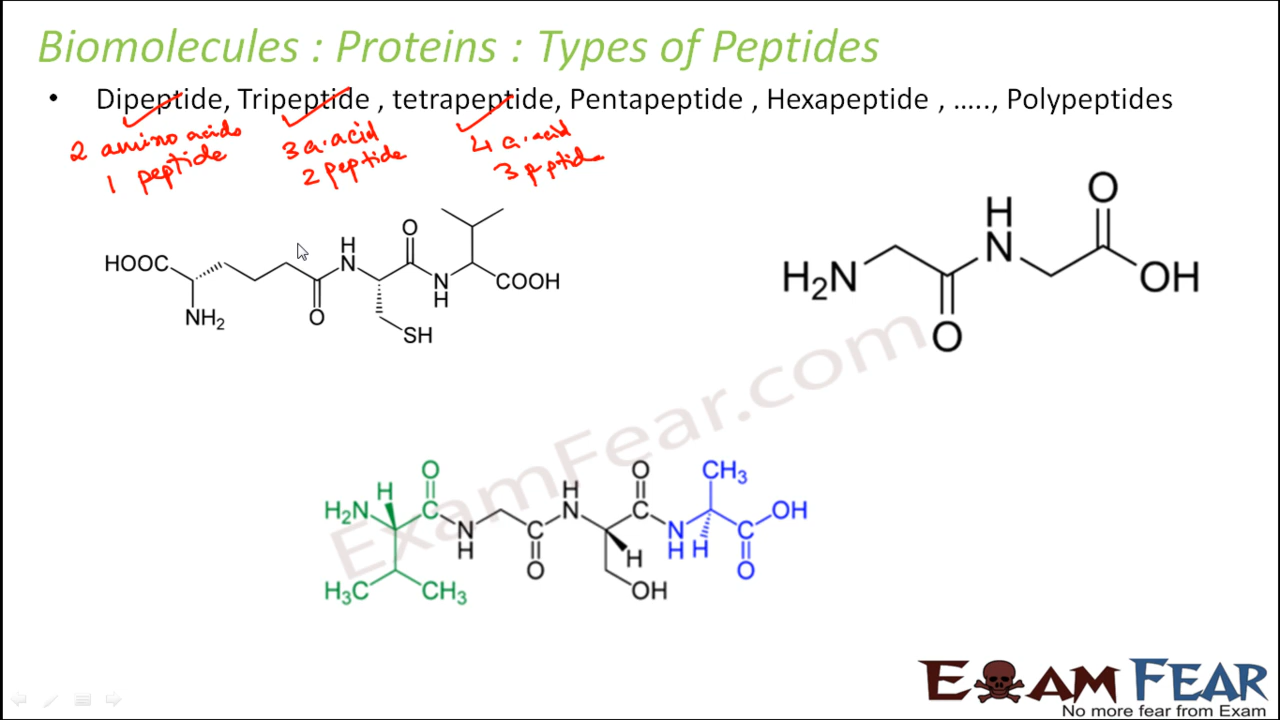 Biomolecules : Proteins : Types of Peptides
• Dipeptide, Tripeptide , tetrapeptide, Pentapeptide , Hexapeptide , ....., Polypeptides
2 amino acids
1 peptide
3 a.acid
2 peptide
4 a.acid
3 p ptide
HOOC
NH2
O
H
N
SH
O
N
H
COOH
H2N
O
H
N
O
OH
H2N
H
O
H3C
CH3
N
H
O
H
N
H
OH
O
N
H
H
CH3
O
OH
ExamFear.com
EXAM FEAR
No more fear from Exam